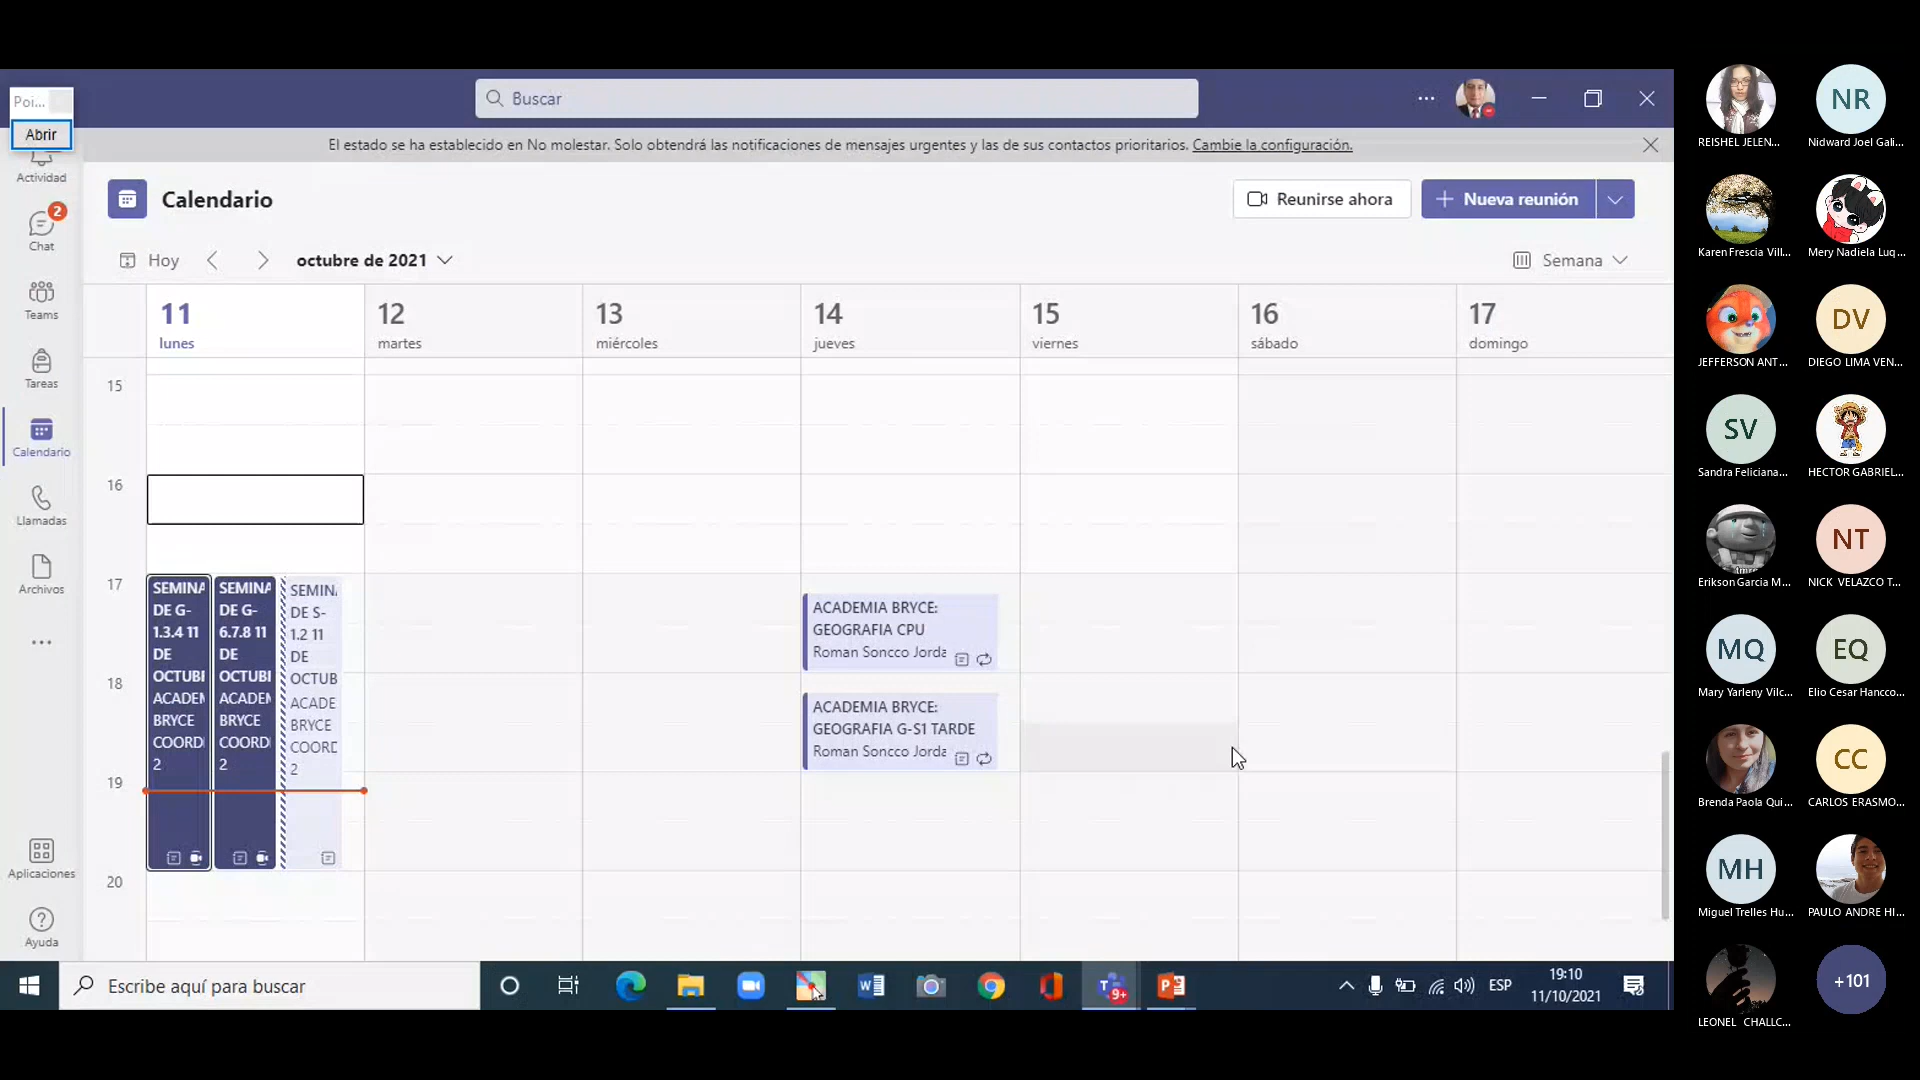 Poi...
Abrir
Buscar
El estado se ha establecido en No molestar. Solo obtendrá las notificaciones de mensajes urgentes y las de sus contactos prioritarios. Cambie la configuración.
Actividad
2
Chat
Teams
Tareas
Calendario
Llamadas
Archivos
Aplicaciones
Ayuda
Calendario
Reunirse ahora
Nueva reunión
Hoy
octubre de 2021
Semana
11
lunes
12
martes
13
miércoles
14
jueves
15
viernes
16
sábado
17
domingo
15
16
17
18
19
20
SEMINA
DE G-
1.3.4 11
DE
OCTUBI
ACADEM
BRYCE
COORD
2
SEMINA
DE G-
6.7.8 11
DE
OCTUBI
ACADEM
BRYCE
COORD
2
SEMINA
DE S-
1.2 11
DE
OCTUB
ACADE
BRYCE
COORD
2
ACADEMIA BRYCE:
GEOGRAFIA CPU
Roman Soncco Jorda
ACADEMIA BRYCE:
GEOGRAFIA G-S1 TARDE
Roman Soncco Jorda
Escribe aquí para buscar
9+
ESP
19:10
11/10/2021
REISHEL JELEN...
NR
Nidward Joel Gali...
Karen Frescia Vill...
Mery Nadiela Luq...
JEFFERSON ANT...
DV
DIEGO LIMA VEN...
SV
Sandra Feliciana...
HECTOR GABRIEL...
Erikson Garcia M...
NT
NICK VELAZCO T...
MQ
Mary Yarleny Vilc...
EQ
Elio Cesar Hancco...
Brenda Paola Qui...
CC
CARLOS ERASMO...
MH
Miguel Trelles Hu...
PAULO ANDRE HI...
LEONEL CHALLC...
+101